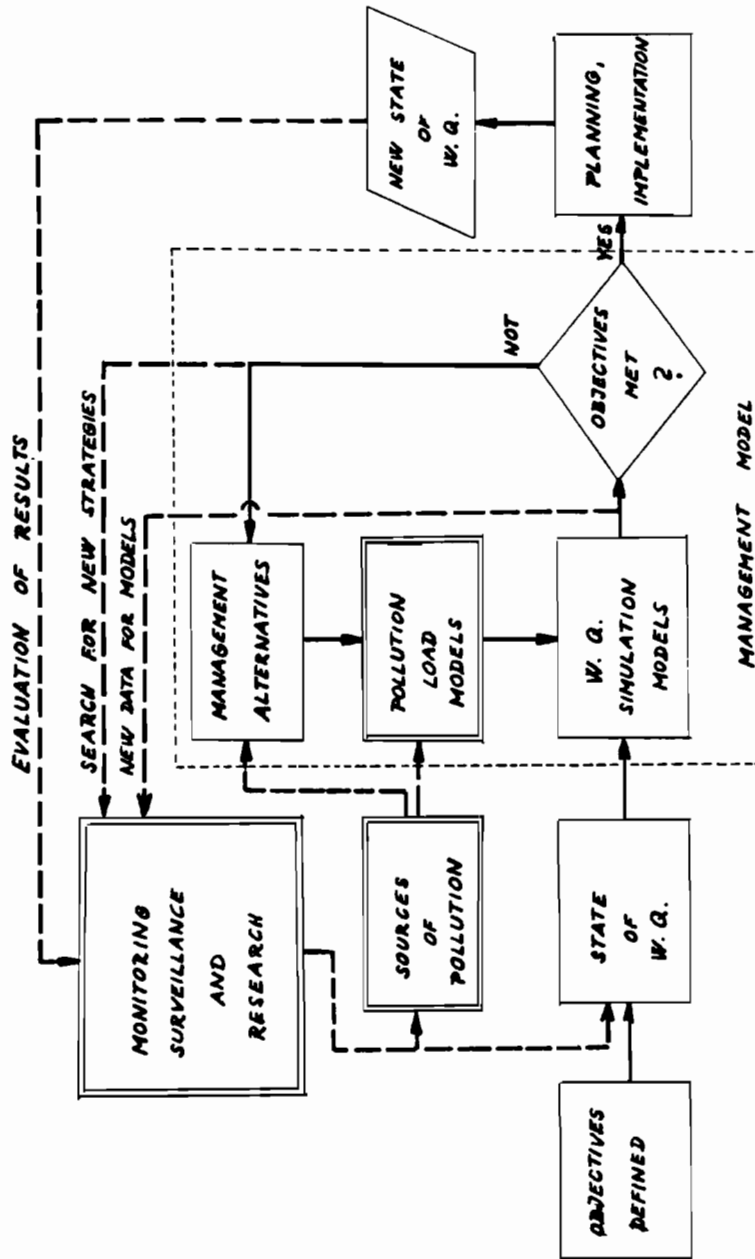 EVALUATION OF RESULTS
SEARCH FOR NEW STRATEGIES
NEW DATA FOR MODELS
MONITORING
SURVEILLANCE
AND
RESEARCH
MANAGEMENT
ALTERNATIVES
NOT
NEW STATE
OF
W. Q.
SOURCES
OF
POLLUTION
POLLUTION
LOAD
MODELS
OBJECTIVES
DEFINED
STATE
OF
W. Q.
W. Q.
SIMULATION
MODELS
OBJECTIVES
MET
?
YES
PLANNING,
IMPLEMENTATION
MANAGEMENT MODEL